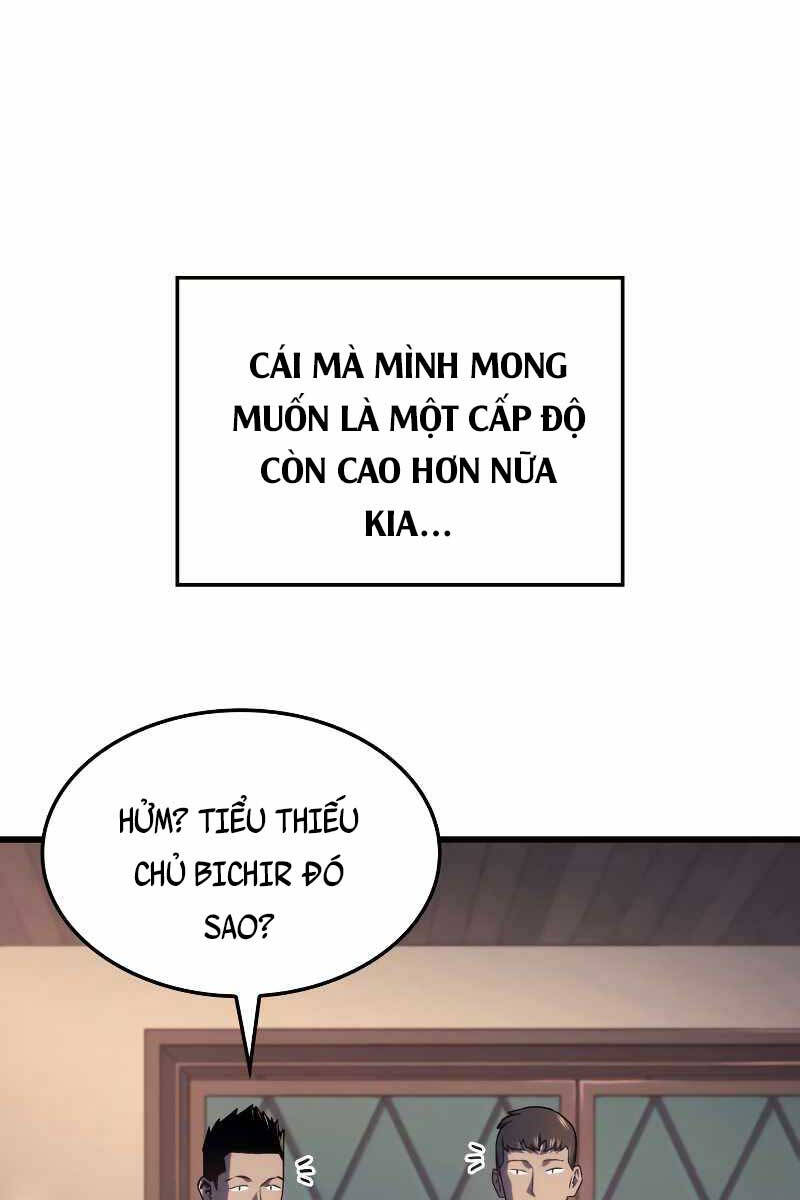 CÁI MÀ MÌNH MONG
MUỐN LÀ MỘT CẤP ĐỘ
CÒN CAO HƠN NỮA
KIA...
HỬM? TIỂU THIẾU
CHỦ BICHIR ĐÓ
SAO?